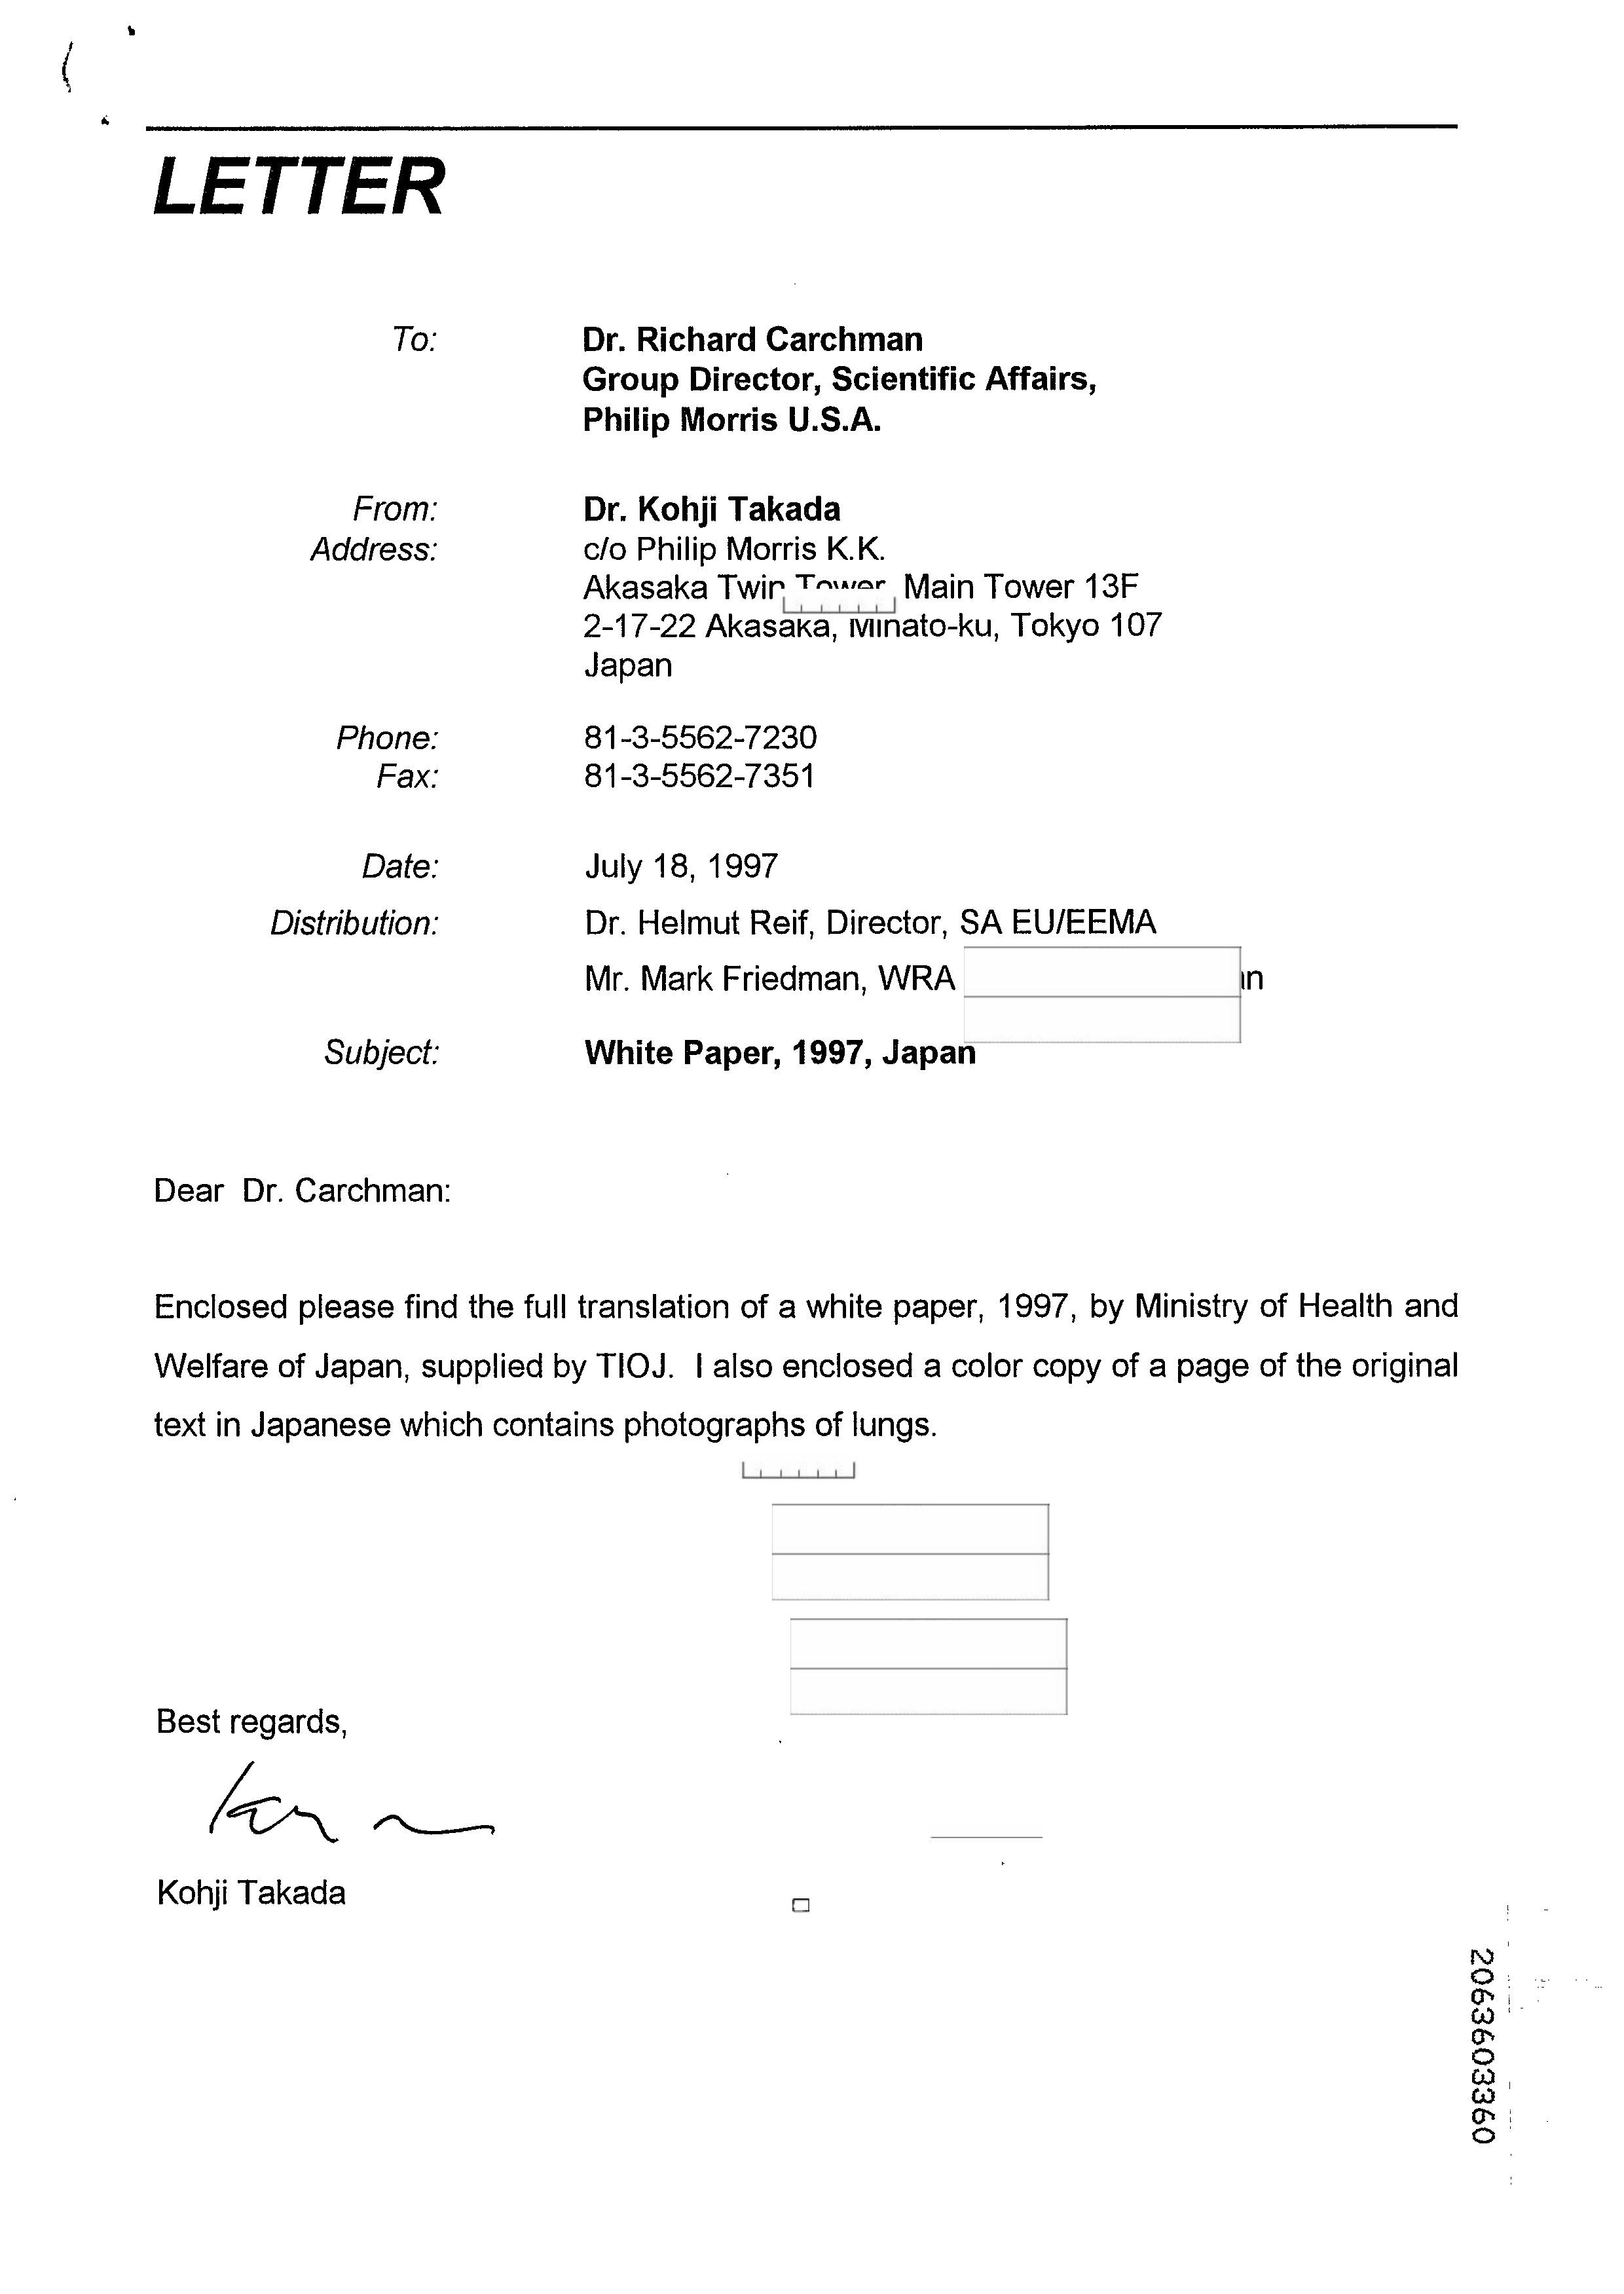 LETTER
To: Dr. Richard Carchman
Group Director, Scientific Affairs,
Philip Morris U.S.A.
From: Dr. Kohji Takada
Address: c/o Philip Morris K.K.
Akasaka Twin Tower, Main Tower 13F
2-17-22 Akasaka, Minato-ku, Tokyo 107
Japan
Phone: 81-3-5562-7230
Fax: 81-3-5562-7351
Date: July 18, 1997
Distribution: Dr. Helmut Reif, Director, SA EU/EEMA
Mr. Mark Friedman, WRA
Subject: White Paper, 1997, Japan
Dear Dr. Carchman:
Enclosed please find the full translation of a white paper, 1997, by Ministry of Health and
Welfare of Japan, supplied by TIOJ. I also enclosed a color copy of a page of the original
text in Japanese which contains photographs of lungs.
Best regards,
Kohji Takada
2063603360